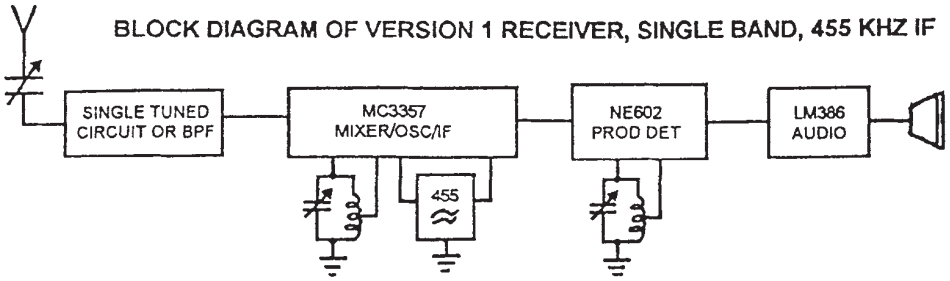 BLOCK DIAGRAM OF VERSION 1 RECEIVER, SINGLE BAND, 455 KHZ IF
SINGLE TUNED
CIRCUIT OR BPF
MC3357
MIXER/OSC/IF
NE602
PROD DET
LM386
AUDIO
455